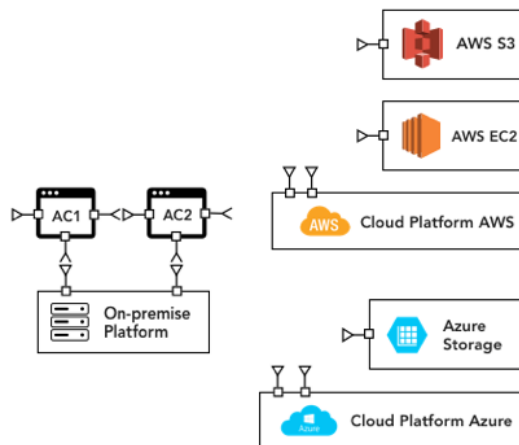 AWS S3
AWS EC2
AC1
AC2
AWS
Cloud Platform AWS
On-premise
Platform
Azure
Storage
Azure
Cloud Platform Azure